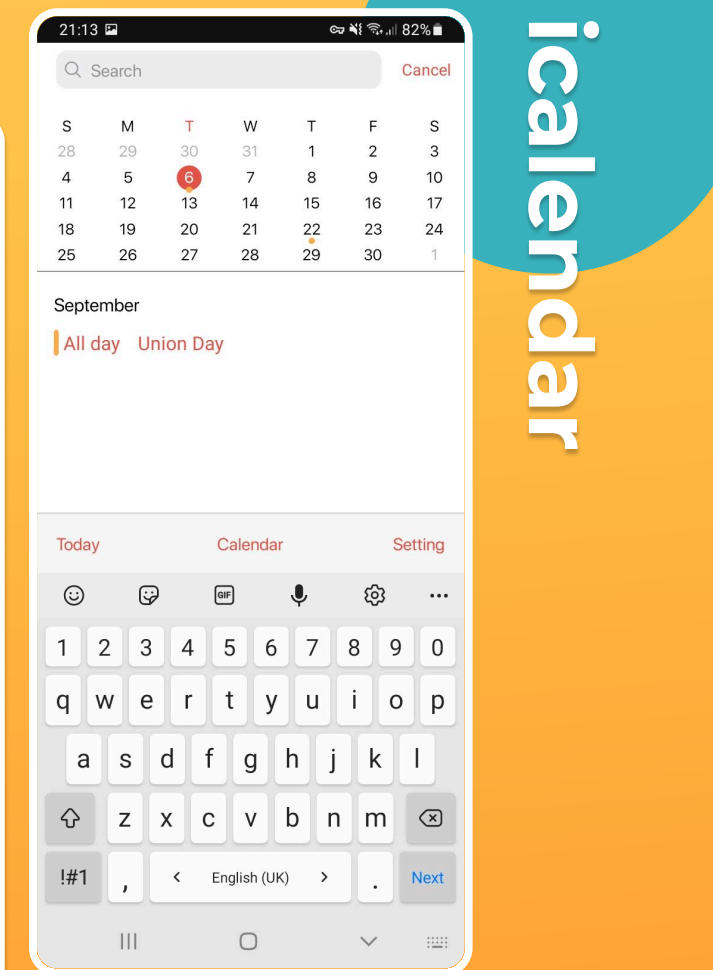 21:13 82%
Search Cancel
S M T W T F S
28 29 30 31 1 2 3
4 5 6 7 8 9 10
11 12 13 14 15 16 17
18 19 20 21 22 23 24
25 26 27 28 29 30 1
September
All day Union Day
Today Calendar Setting
GIF
1 2 3 4 5 6 7 8 9 0
q w e r t y u i o p
a s d f g h j k l
z x c v b n m
!#1 , < English (UK) > . Next
icalendar